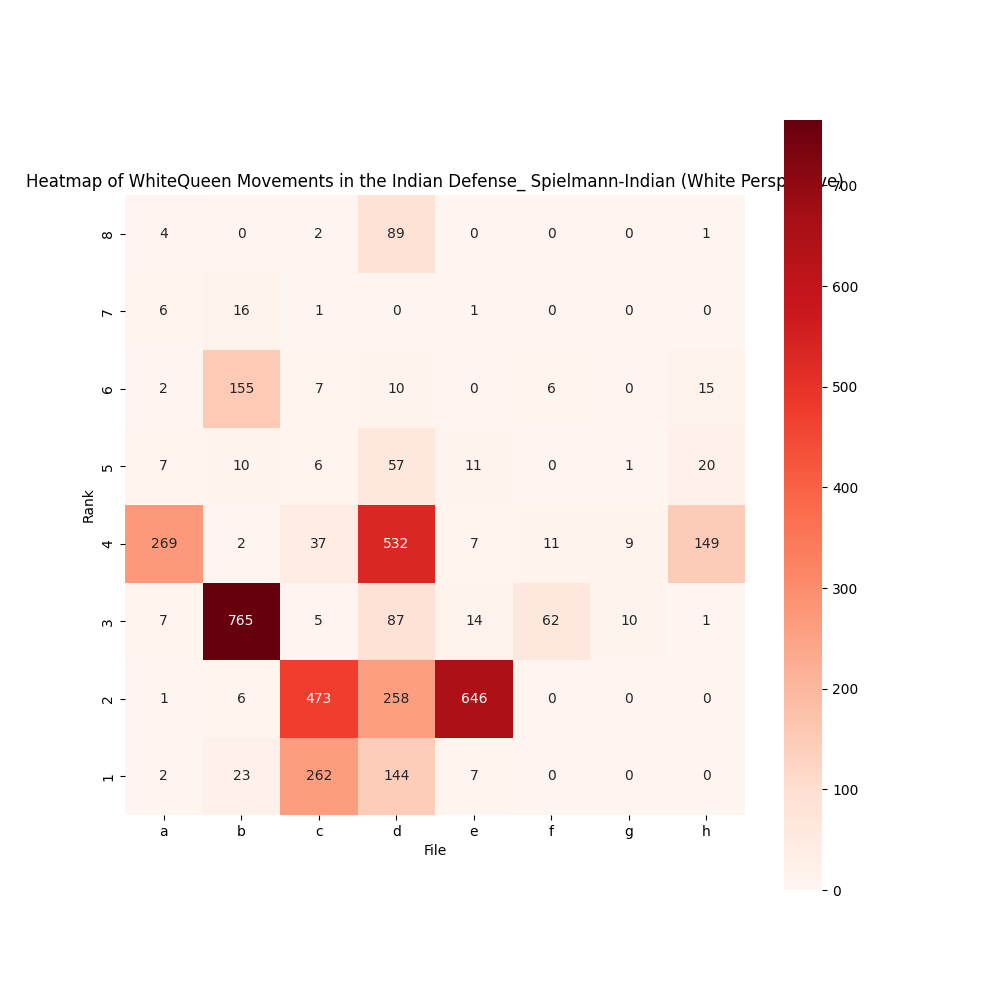 Heatmap of WhiteQueen Movements in the Indian Defense_ Spielmann-Indian (White Perspective)
8 4 0 2 89 0 0 0 1
7 6 16 1 0 1 0 0 0
6 2 155 7 10 0 6 0 15
5 7 10 6 57 11 0 1 20
4 269 2 37 532 7 11 9 149
3 7 765 5 87 14 62 10 1
2 1 6 473 258 646 0 0 0
1 2 23 262 144 7 0 0 0
a b c d e f g h
File
Rank
700
600
500
400
300
200
100
0